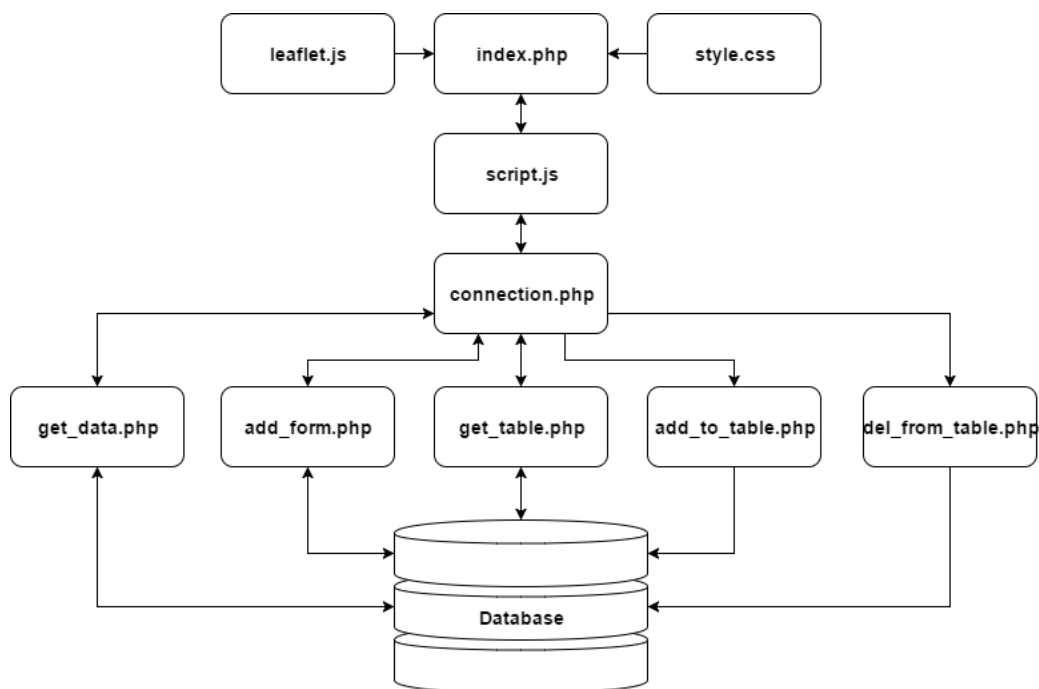 leaflet.js
index.php
style.css
script.js
connection.php
get_data.php
add_form.php
get_table.php
add_to_table.php
del_from_table.php
Database